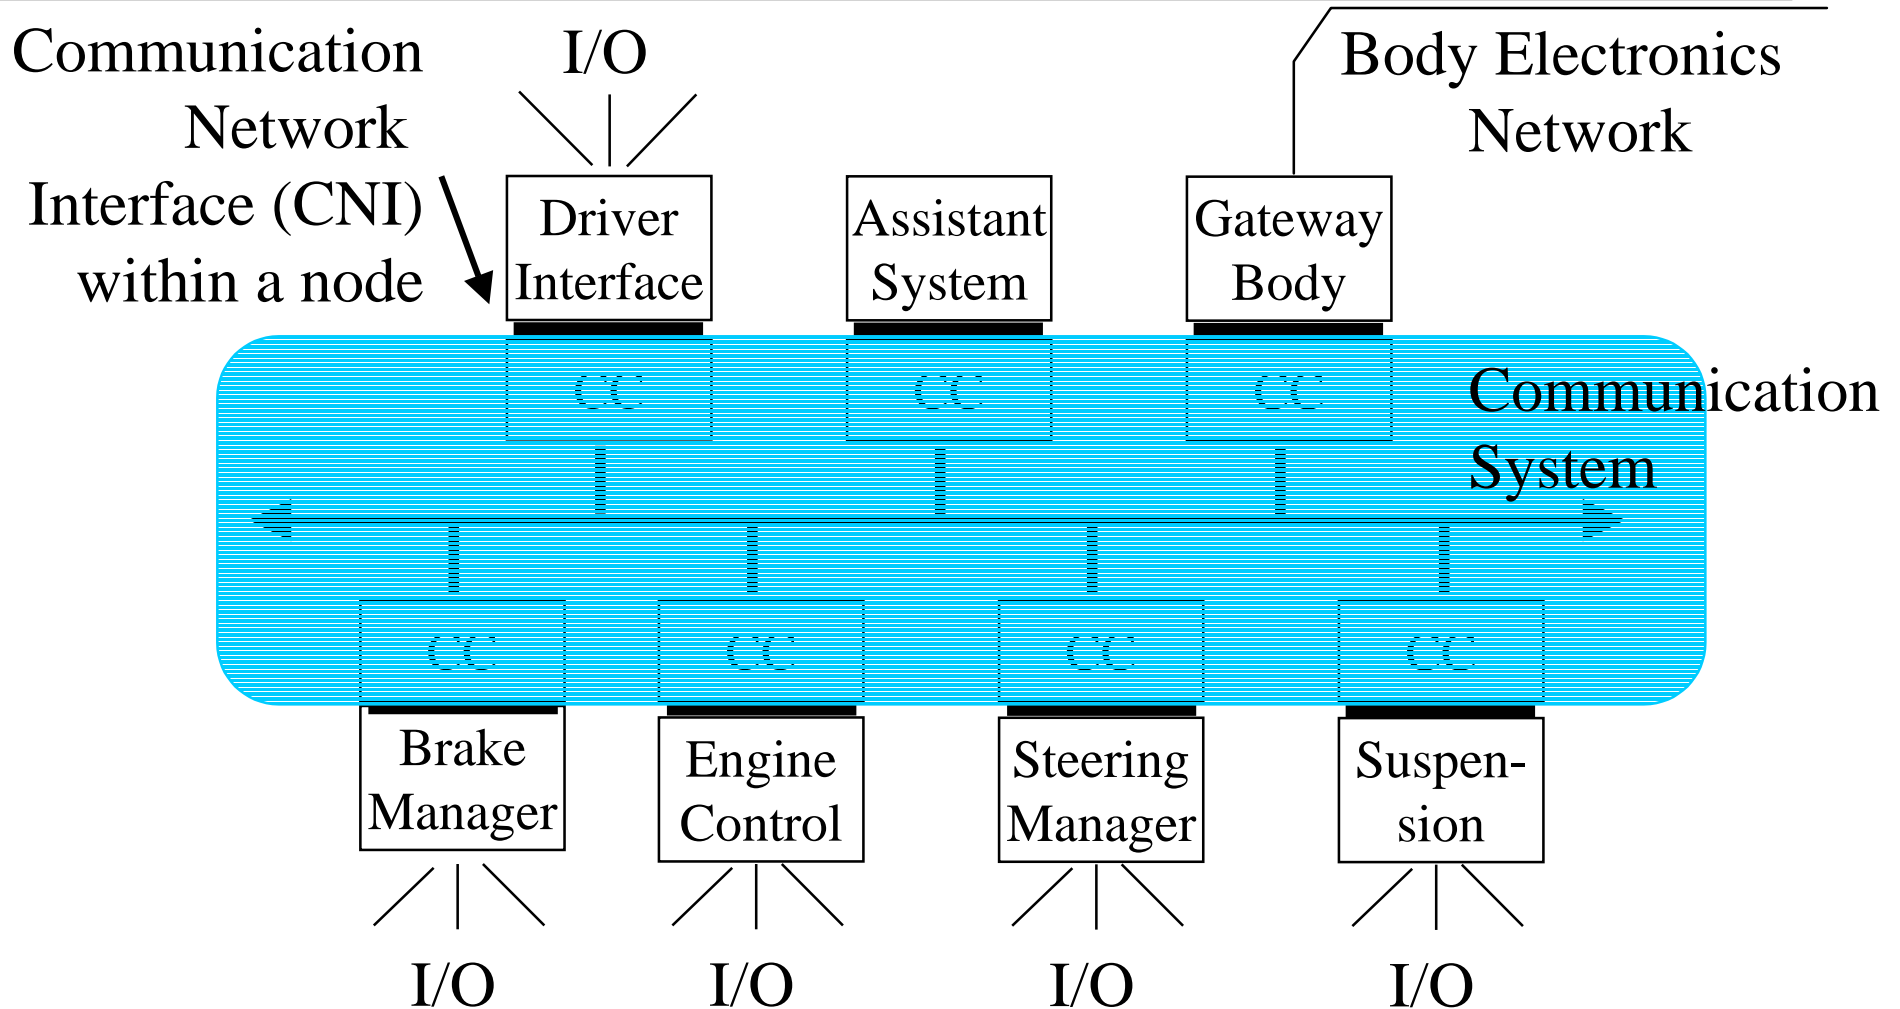 Communication
Network
Interface (CNI)
within a node
I/O
Body Electronics
Network
Driver
Interface
Assistant
System
Gateway
Body
CC
CC
CC
Communication
System
CC
CC
CC
CC
Brake
Manager
Engine
Control
Steering
Manager
Suspen-
sion
I/O
I/O
I/O
I/O